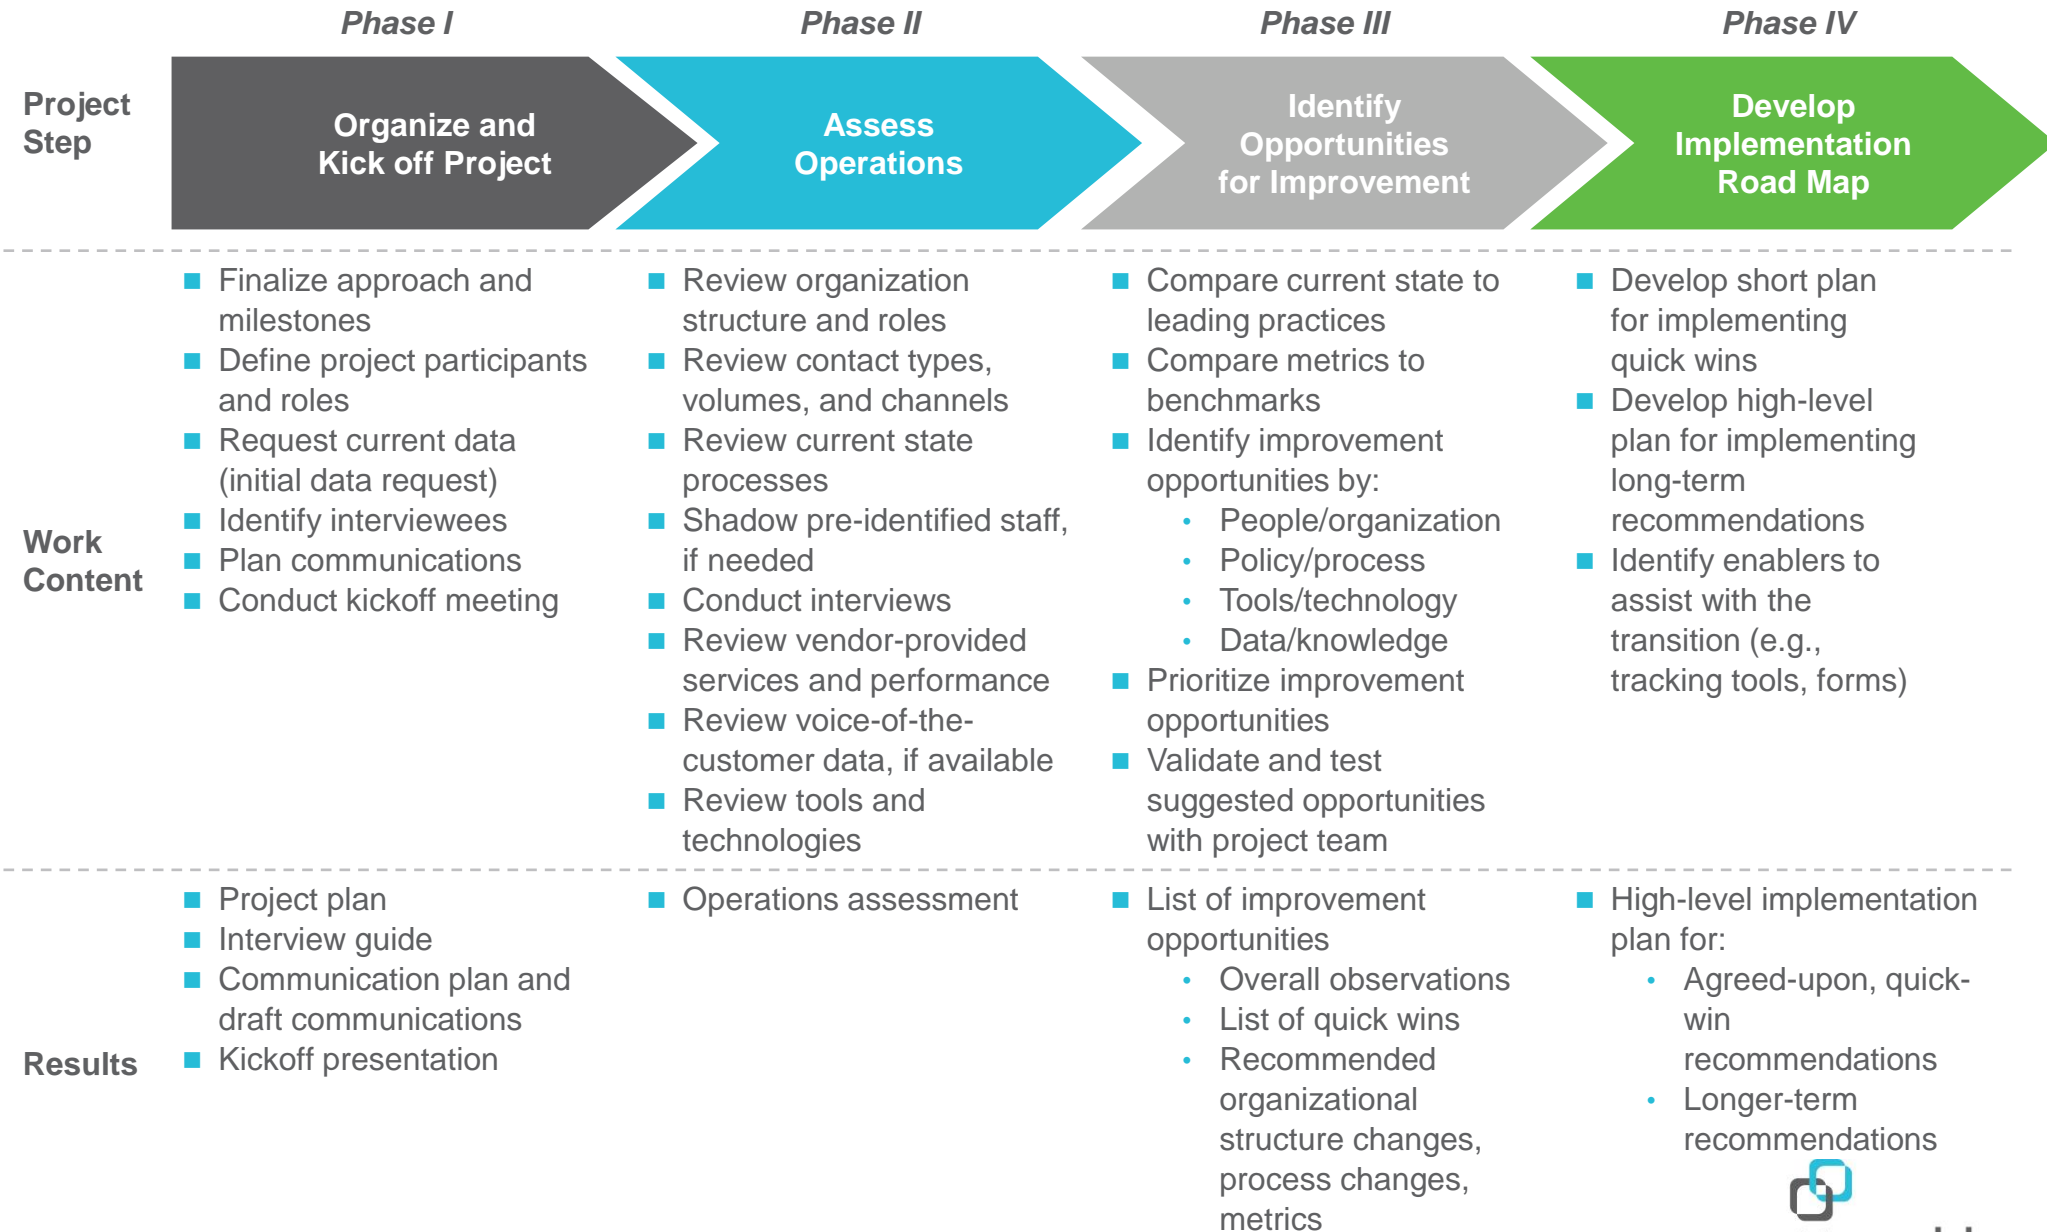 Phase I
Phase II
Phase III
Phase IV
Project
Step
Organize and
Kick off Project
Assess
Operations
Identify
Opportunities
for Improvement
Develop
Implementation
Road Map
Work
Content
Finalize approach and
milestones
Define project participants
and roles
Request current data
(initial data request)
Identify interviewees
Plan communications
Conduct kickoff meeting
Review organization
structure and roles
Review contact types,
volumes, and channels
Review current state
processes
Shadow pre-identified staff,
if needed
Conduct interviews
Review vendor-provided
services and performance
Review voice-of-the-
customer data, if available
Review tools and
technologies
Compare current state to
leading practices
Compare metrics to
benchmarks
Identify improvement
opportunities by:
People/organization
Policy/process
Tools/technology
Data/knowledge
Prioritize improvement
opportunities
Validate and test
suggested opportunities
with project team
Develop short plan
for implementing
quick wins
Develop high-level
plan for implementing
long-term
recommendations
Identify enablers to
assist with the
transition (e.g.,
tracking tools, forms)
Results
Project plan
Interview guide
Communication plan and
draft communications
Kickoff presentation
Operations assessment
List of improvement
opportunities
Overall observations
List of quick wins
Recommended
organizational
structure changes,
process changes,
metrics
High-level implementation
plan for:
Agreed-upon, quick-
win
recommendations
Longer-term
recommendations